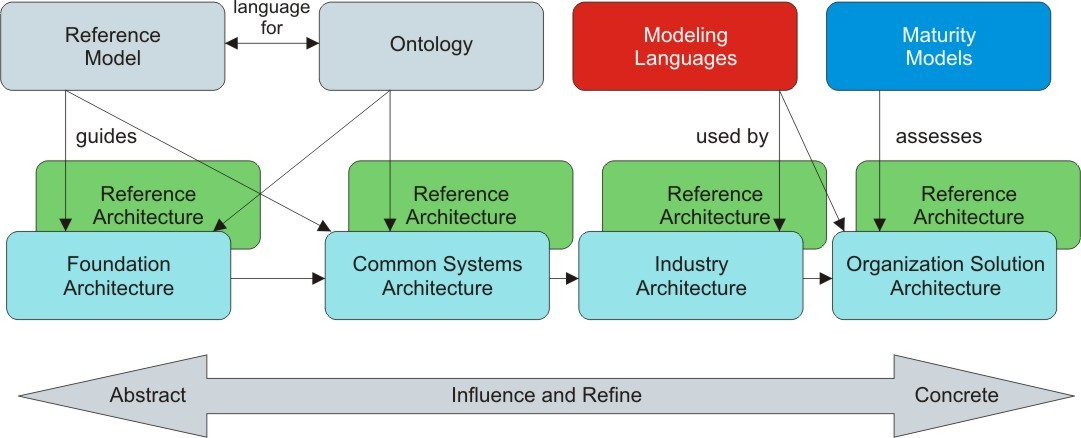 Reference
Model
language
for
Ontology
Modeling
Languages
Maturity
Models
guides
used by
assesses
Reference
Architecture
Reference
Architecture
Reference
Architecture
Reference
Architecture
Foundation
Architecture
Common Systems
Architecture
Industry
Architecture
Organization Solution
Architecture
Abstract
Influence and Refine
Concrete